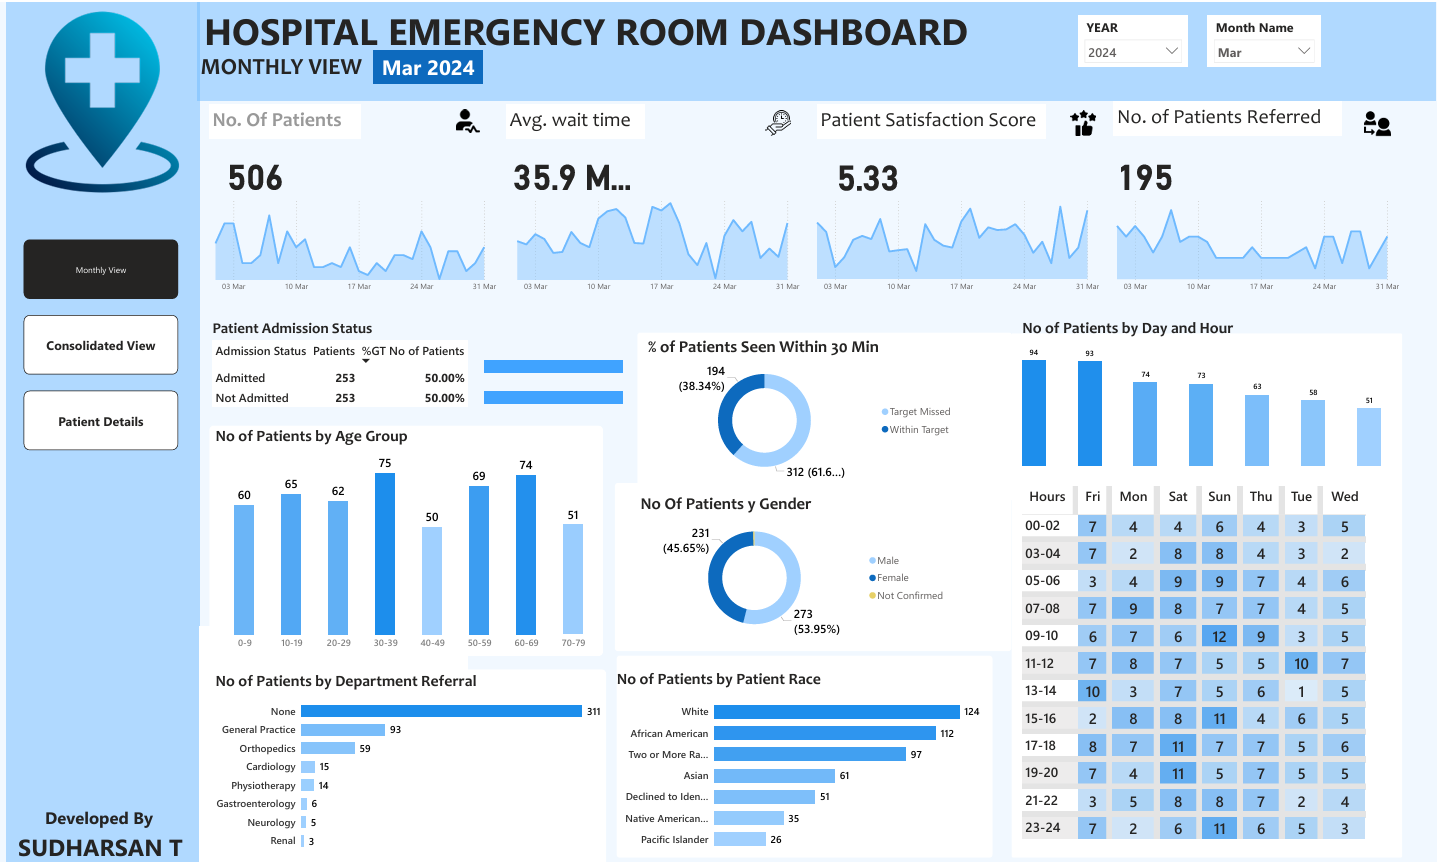 HOSPITAL EMERGENCY ROOM DASHBOARD
MONTHLY VIEW
Mar 2024
YEAR
2024
Month Name
Mar
Monthly View
Consolidated View
Patient Details
Developed By
SUDHARSAN T
No. Of Patients
506
03 Mar 10 Mar 17 Mar 24 Mar 31 Mar
Avg. wait time
35.9 M...
03 Mar 10 Mar 17 Mar 24 Mar 31 Mar
Patient Satisfaction Score
5.33
03 Mar 10 Mar 17 Mar 24 Mar 31 Mar
No. of Patients Referred
195
03 Mar 10 Mar 17 Mar 24 Mar 31 Mar
Patient Admission Status
Admission Status Patients %GT No of Patients
Admitted 253 50.00%
Not Admitted 253 50.00%
No of Patients by Age Group
60 65 62 75 50 69 74 51
0-9 10-19 20-29 30-39 40-49 50-59 60-69 70-79
No of Patients by Department Referral
None 311
General Practice 93
Orthopedics 59
Cardiology 15
Physiotherapy 14
Gastroenterology 6
Neurology 5
Renal 3
% of Patients Seen Within 30 Min
194
(38.34%)
312 (61.6...)
Target Missed
Within Target
No Of Patients y Gender
231
(45.65%)
273
(53.95%)
Male
Female
Not Confirmed
No of Patients by Patient Race
White 124
African American 112
Two or More Ra... 97
Asian 61
Declined to Iden... 51
Native American... 35
Pacific Islander 26
No of Patients by Day and Hour
94 93 74 73 63 58 51
Hours Fri Mon Sat Sun Thu Tue Wed
00-02 7 4 4 6 4 3 5
03-04 7 2 8 8 4 3 2
05-06 3 4 9 9 7 4 6
07-08 7 9 8 7 7 4 5
09-10 6 7 6 12 9 3 5
11-12 7 8 7 5 5 10 7
13-14 10 3 7 5 6 1 5
15-16 2 8 8 11 4 6 5
17-18 8 7 11 7 7 5 6
19-20 7 4 11 5 7 5 5
21-22 3 5 8 8 7 2 4
23-24 7 2 6 11 6 5 3